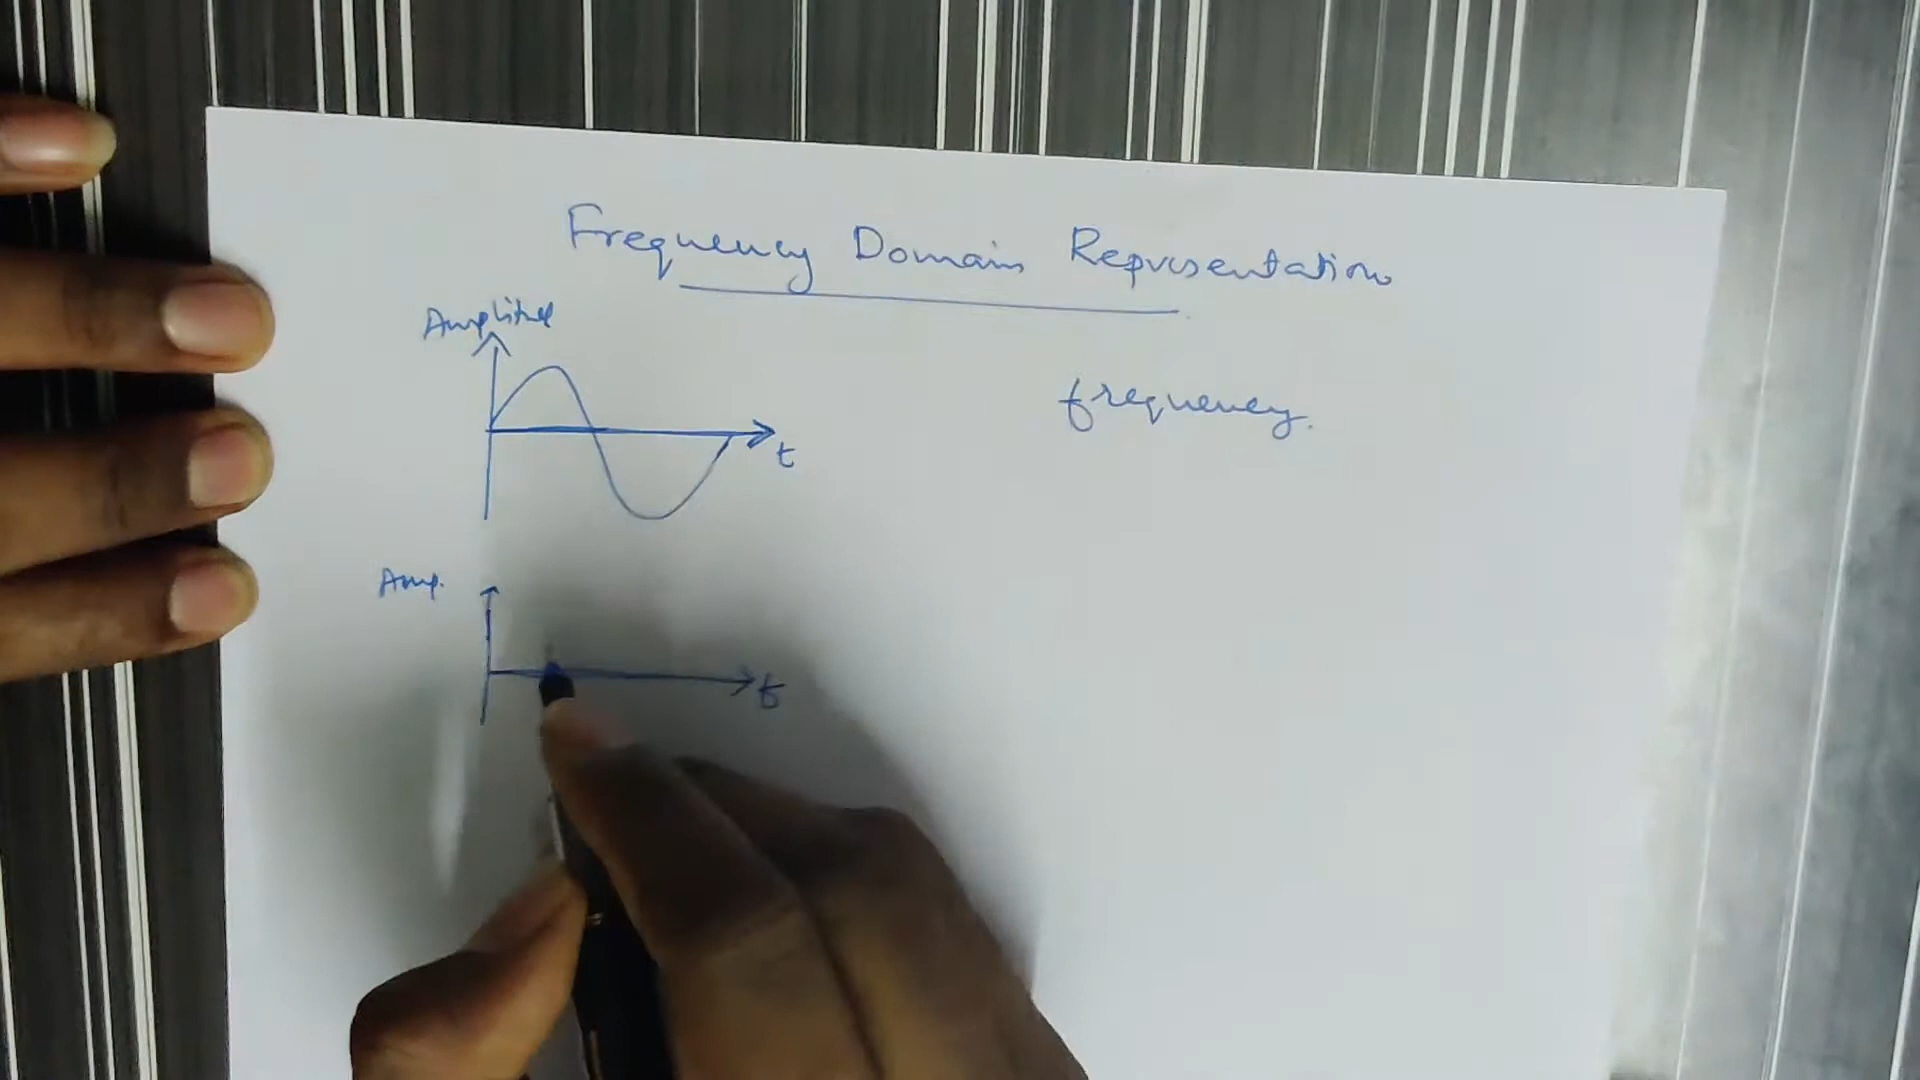 Frequency Domain Representation
Amplitude
frequency.
t
Amp.
f